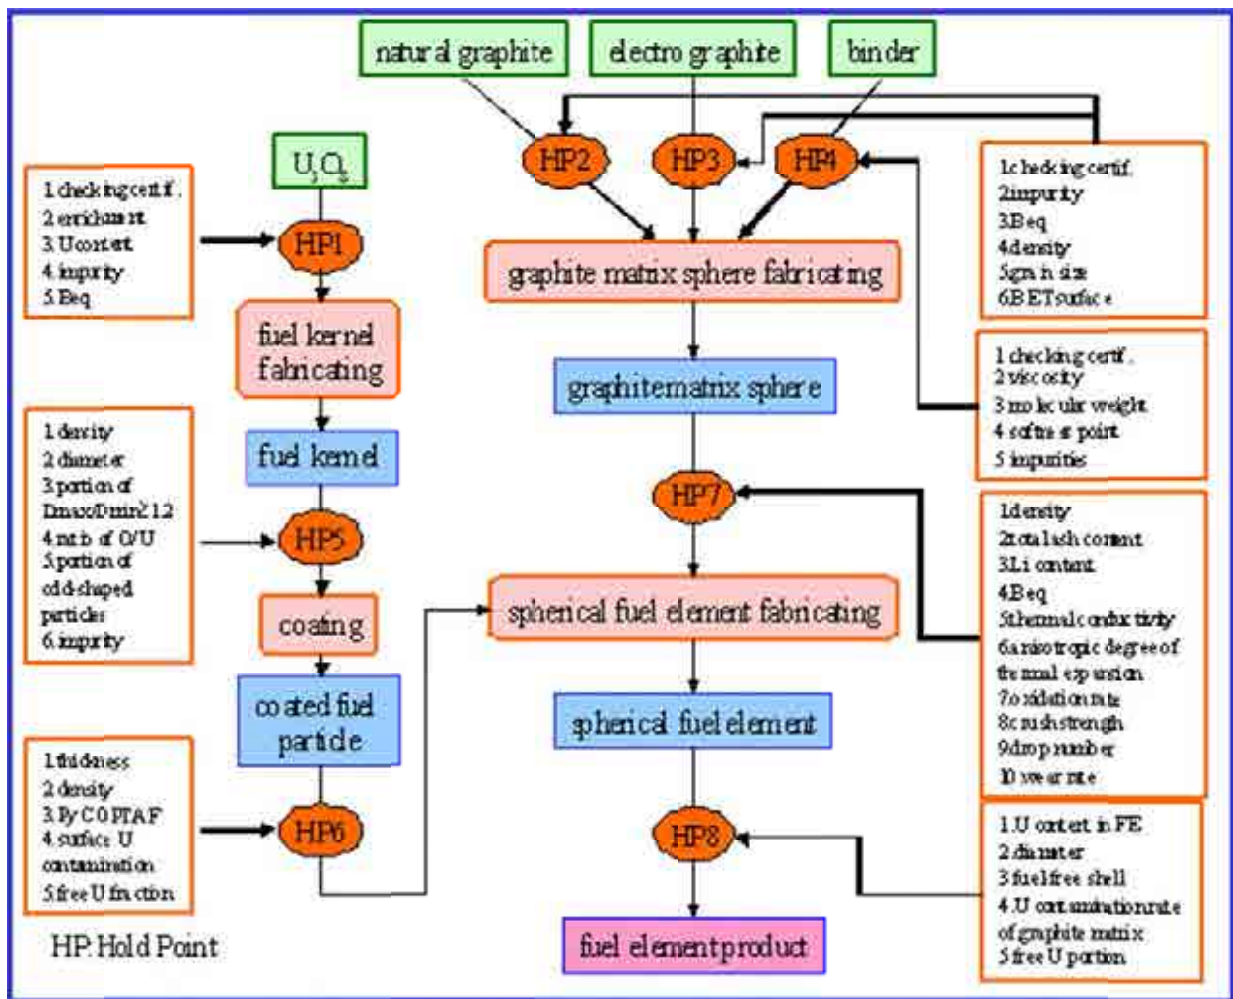 natural graphite
electro graphite
binder
U₃O₈
HP1
HP2
HP3
HP4
1.checking certif.
2 enrichment
3. U content
4 impurity
5. Beq
1.checking certif.
2.impurity
3.Beq
4.density
5.grain size
6.BET surface
graphite matrix sphere fabricating
fuel kernel
fabricating
1 checking certif.
2 viscosity
3 molecular weight
4 point
5 impurities
graphite matrix sphere
fuel kernel
1.density
2 diameter
3.portion of
Dmax/Dmin≥1.2
4.ratio of O/U
5.portion of
odd-shaped
particles
6.impurity
HP5
HP7
1.density
2.total ash content
3.Li content
4.Beq
5.thermal conductivity
6.anisotropic degree of
thermal expansion
7.oxidation rate
8.crush strength
9.drop number
10.wear rate
coating
spherical fuel element fabricating
coated fuel
particle
spherical fuel element
1.thickness
2 density
3. PyC OPTAF
4. surface U
contamination
5.free U fraction
HP6
HP8
1.U content in FE
2.diameter
3 fuel free shell
4.U contamination rate
of graphite matrix
5 free U portion
HP: Hold Point
fuel element product